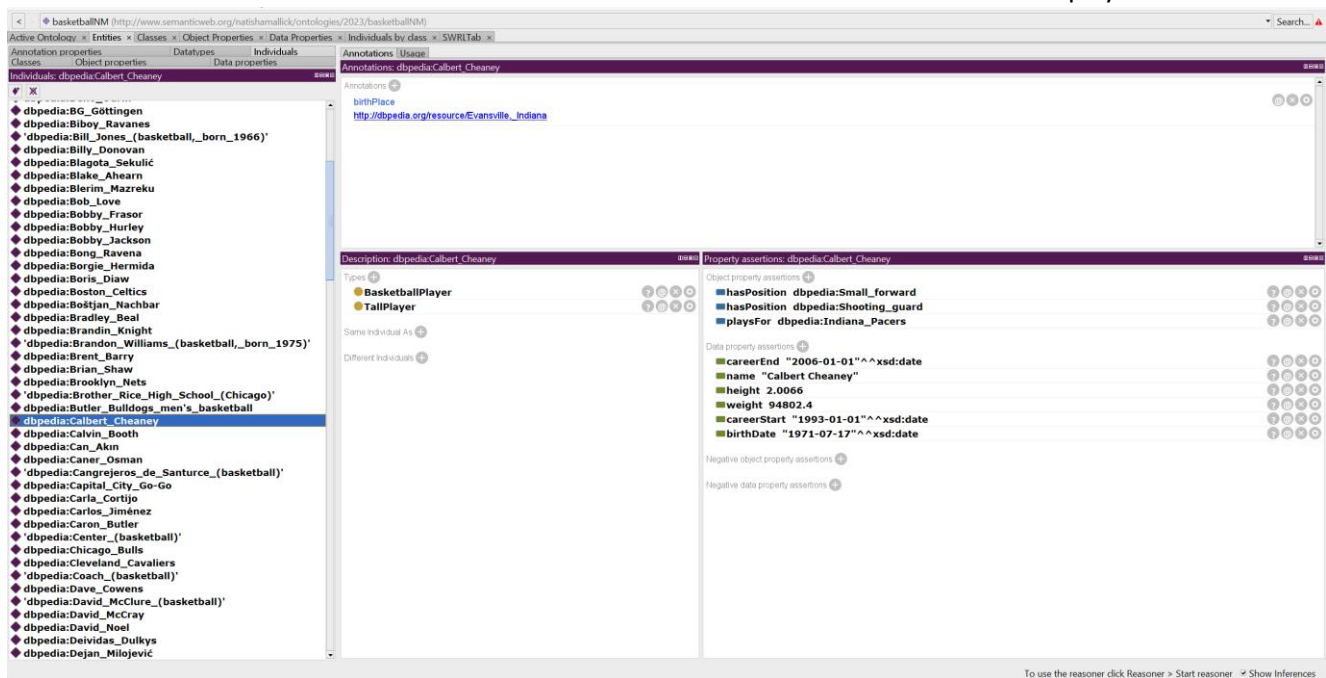 basketballNM (http://www.semanticweb.org/natishamallick/ontologies/2023/basketballNM)
Search...
Active Ontology × Entities × Classes × Object Properties × Data Properties × Individuals by class × SWRLTab ×
Annotation properties Datatypes Individuals
Classes Object properties Data properties
Individuals: dbpedia:Calbert_Cheaney
dbpedia:BG_Göttingen
dbpedia:Biboy_Ravanes
'dbpedia:Bill_Jones_(basketball,_born_1966)'
dbpedia:Billy_Donovan
dbpedia:Blagota_Sekulić
dbpedia:Blake_Ahearn
dbpedia:Blerim_Mazreku
dbpedia:Bob_Love
dbpedia:Bobby_Frasor
dbpedia:Bobby_Hurley
dbpedia:Bobby_Jackson
dbpedia:Bong_Ravena
dbpedia:Borgie_Hermida
dbpedia:Boris_Diaw
dbpedia:Boston_Celtics
dbpedia:Boštjan_Nachbar
dbpedia:Bradley_Beal
dbpedia:Brandin_Knight
'dbpedia:Brandon_Williams_(basketball,_born_1975)'
dbpedia:Brent_Barry
dbpedia:Brian_Shaw
dbpedia:Brooklyn_Nets
'dbpedia:Brother_Rice_High_School_(Chicago)'
dbpedia:Butler_Bulldogs_men's_basketball
dbpedia:Calbert_Cheaney
dbpedia:Calvin_Booth
dbpedia:Can_Akın
dbpedia:Caner_Osman
'dbpedia:Cangrejeros_de_Santurce_(basketball)'
dbpedia:Capital_City_Go-Go
dbpedia:Carla_Cortijo
dbpedia:Carlos_Jiménez
dbpedia:Caron_Butler
'dbpedia:Center_(basketball)'
dbpedia:Chicago_Bulls
dbpedia:Cleveland_Cavaliers
'dbpedia:Coach_(basketball)'
dbpedia:Dave_Cowens
'dbpedia:David_McClure_(basketball)'
dbpedia:David_McCray
dbpedia:David_Noel
dbpedia:Deividas_Dulkys
dbpedia:Dejan_Milojević
Annotations Usage
Annotations: dbpedia:Calbert_Cheaney
Annotations
birthPlace
http://dbpedia.org/resource/Evansville,_Indiana
Description: dbpedia:Calbert_Cheaney
Types
BasketballPlayer
TallPlayer
Same Individual As
Different Individuals
Property assertions: dbpedia:Calbert_Cheaney
Object property assertions
hasPosition dbpedia:Small_forward
hasPosition dbpedia:Shooting_guard
playsFor dbpedia:Indiana_Pacers
Data property assertions
careerEnd "2006-01-01"^^xsd:date
name "Calbert Cheaney"
height 2.0066
weight 94802.4
careerStart "1993-01-01"^^xsd:date
birthDate "1971-07-17"^^xsd:date
Negative object property assertions
Negative data property assertions
To use the reasoner click Reasoner > Start reasoner Show Inferences